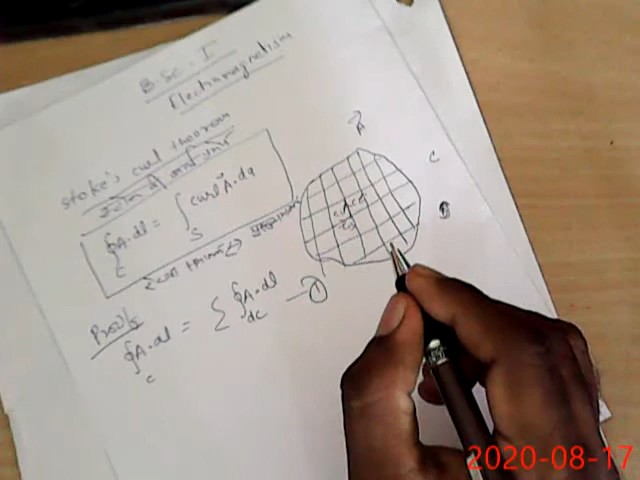 B.Sc. I
Electromagnetism
Stoke's curl theorem
∮A.dl = ∫ curl A.da
C S
A
C
Proof
∮A.dl = Σ ∮A.dl — ①
c dc
2020-08-17